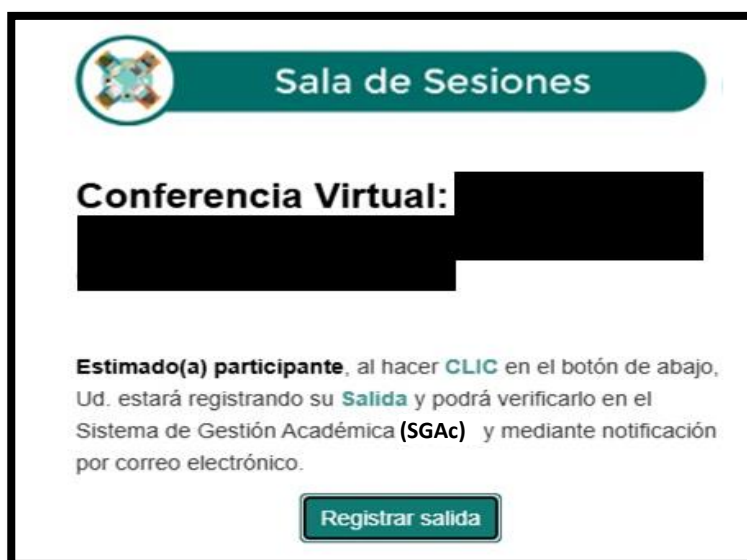 Sala de Sesiones
Conferencia Virtual:
Estimado(a) participante, al hacer CLIC en el botón de abajo,
Ud. estará registrando su Salida y podrá verificarlo en el
Sistema de Gestión Académica (SGAc) y mediante notificación
por correo electrónico.
Registrar salida